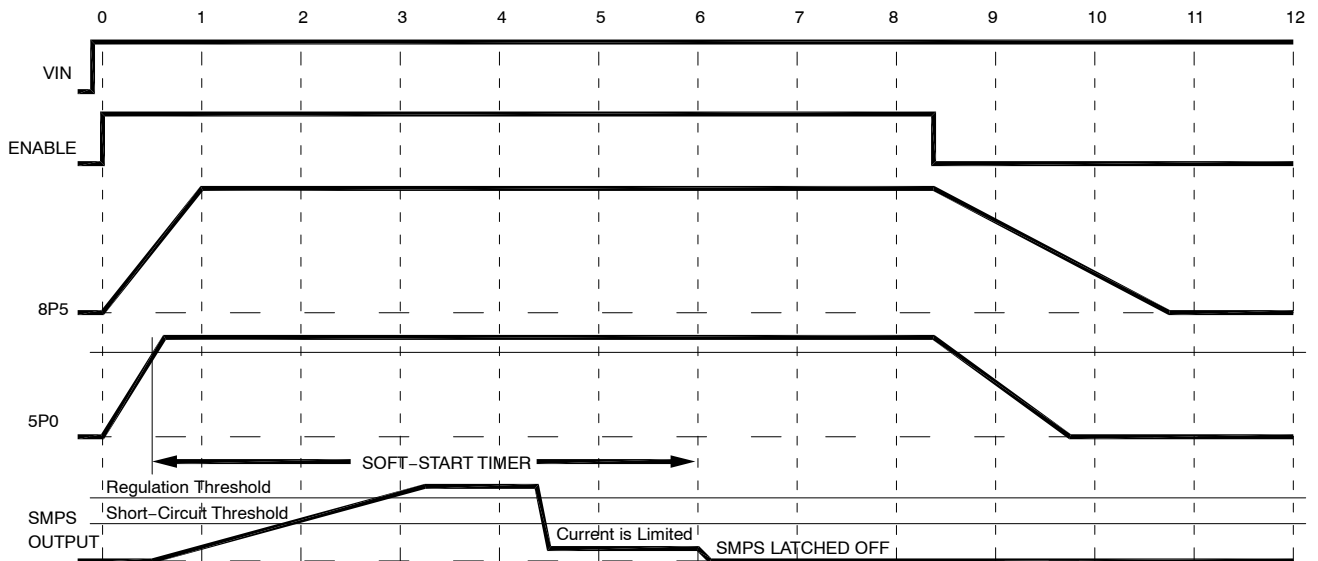 0 1 2 3 4 5 6 7 8 9 10 11 12
VIN
ENABLE
8P5
5P0
SOFT−START TIMER
Regulation Threshold
Short−Circuit Threshold
SMPS
OUTPUT
Current is Limited
SMPS LATCHED OFF